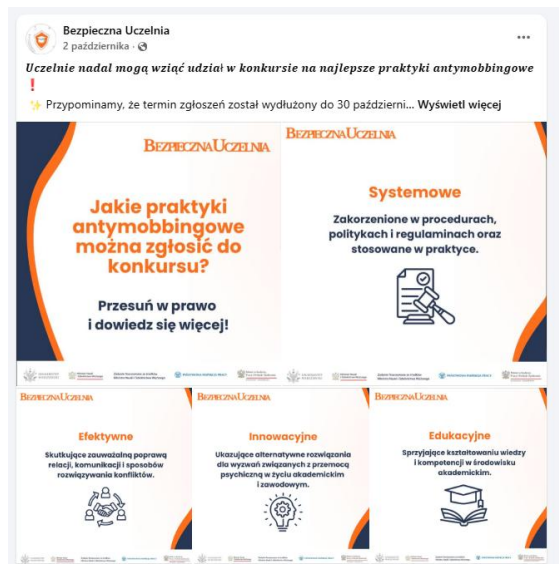 Bezpieczna Uczelnia
2 października ·
Uczelnie nadal mogą wziąć udział w konkursie na najlepsze praktyki antymobbingowe
❗
✨ Przypominamy, że termin zgłoszeń został wydłużony do 30 październi... Wyświetl więcej
BEZPIECZNAUCZELNIA
Jakie praktyki
antymobbingowe
można zgłosić do
konkursu?
Przesuń w prawo
i dowiedz się więcej!
BEZPIECZNAUCZELNIA
Systemowe
Zakorzenione w procedurach,
politykach i regulaminach oraz
stosowane w praktyce.
BEZPIECZNAUCZELNIA
Efektywne
Skutkujące zauważalną poprawą
relacji, komunikacji i sposobów
rozwiązywania konfliktów.
BEZPIECZNAUCZELNIA
Innowacyjne
Ukazujące alternatywne rozwiązania
dla wyzwań związanych z przemocą
psychiczną w życiu akademickim
i zawodowym.
BEZPIECZNAUCZELNIA
Edukacyjne
Sprzyjające kształtowaniu wiedzy
i kompetencji w środowisku
akademickim.